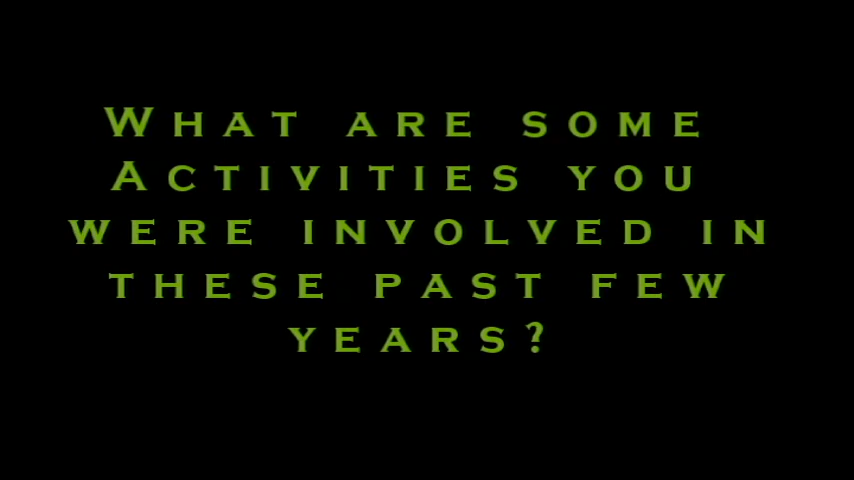 What are some
Activities you
were involved in
these past few
years?